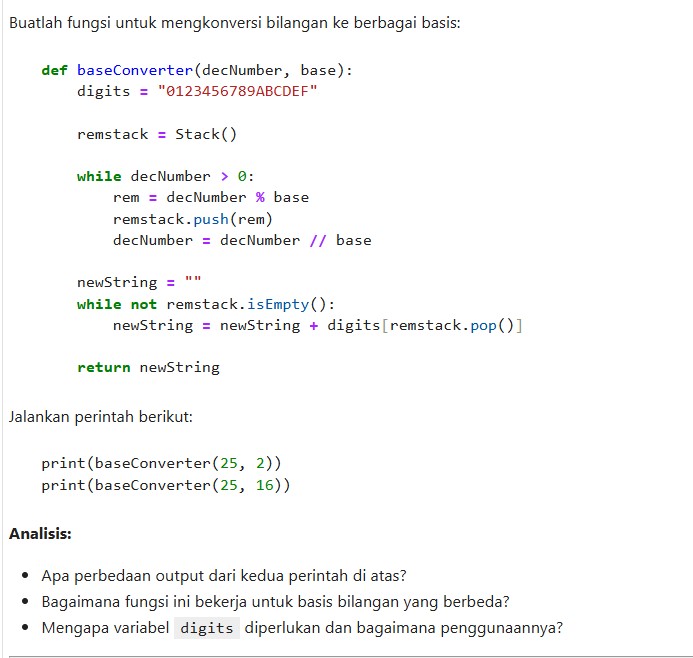 Buatlah fungsi untuk mengkonversi bilangan ke berbagai basis:
def baseConverter(decNumber, base):
    digits = "0123456789ABCDEF"
    remstack = Stack()
    while decNumber > 0:
        rem = decNumber % base
        remstack.push(rem)
        decNumber = decNumber // base
    newString = ""
    while not remstack.isEmpty():
        newString = newString + digits[remstack.pop()]
    return newString
Jalankan perintah berikut:
print(baseConverter(25, 2))
print(baseConverter(25, 16))
Analisis:
• Apa perbedaan output dari kedua perintah di atas?
• Bagaimana fungsi ini bekerja untuk basis bilangan yang berbeda?
• Mengapa variabel digits diperlukan dan bagaimana penggunaannya?